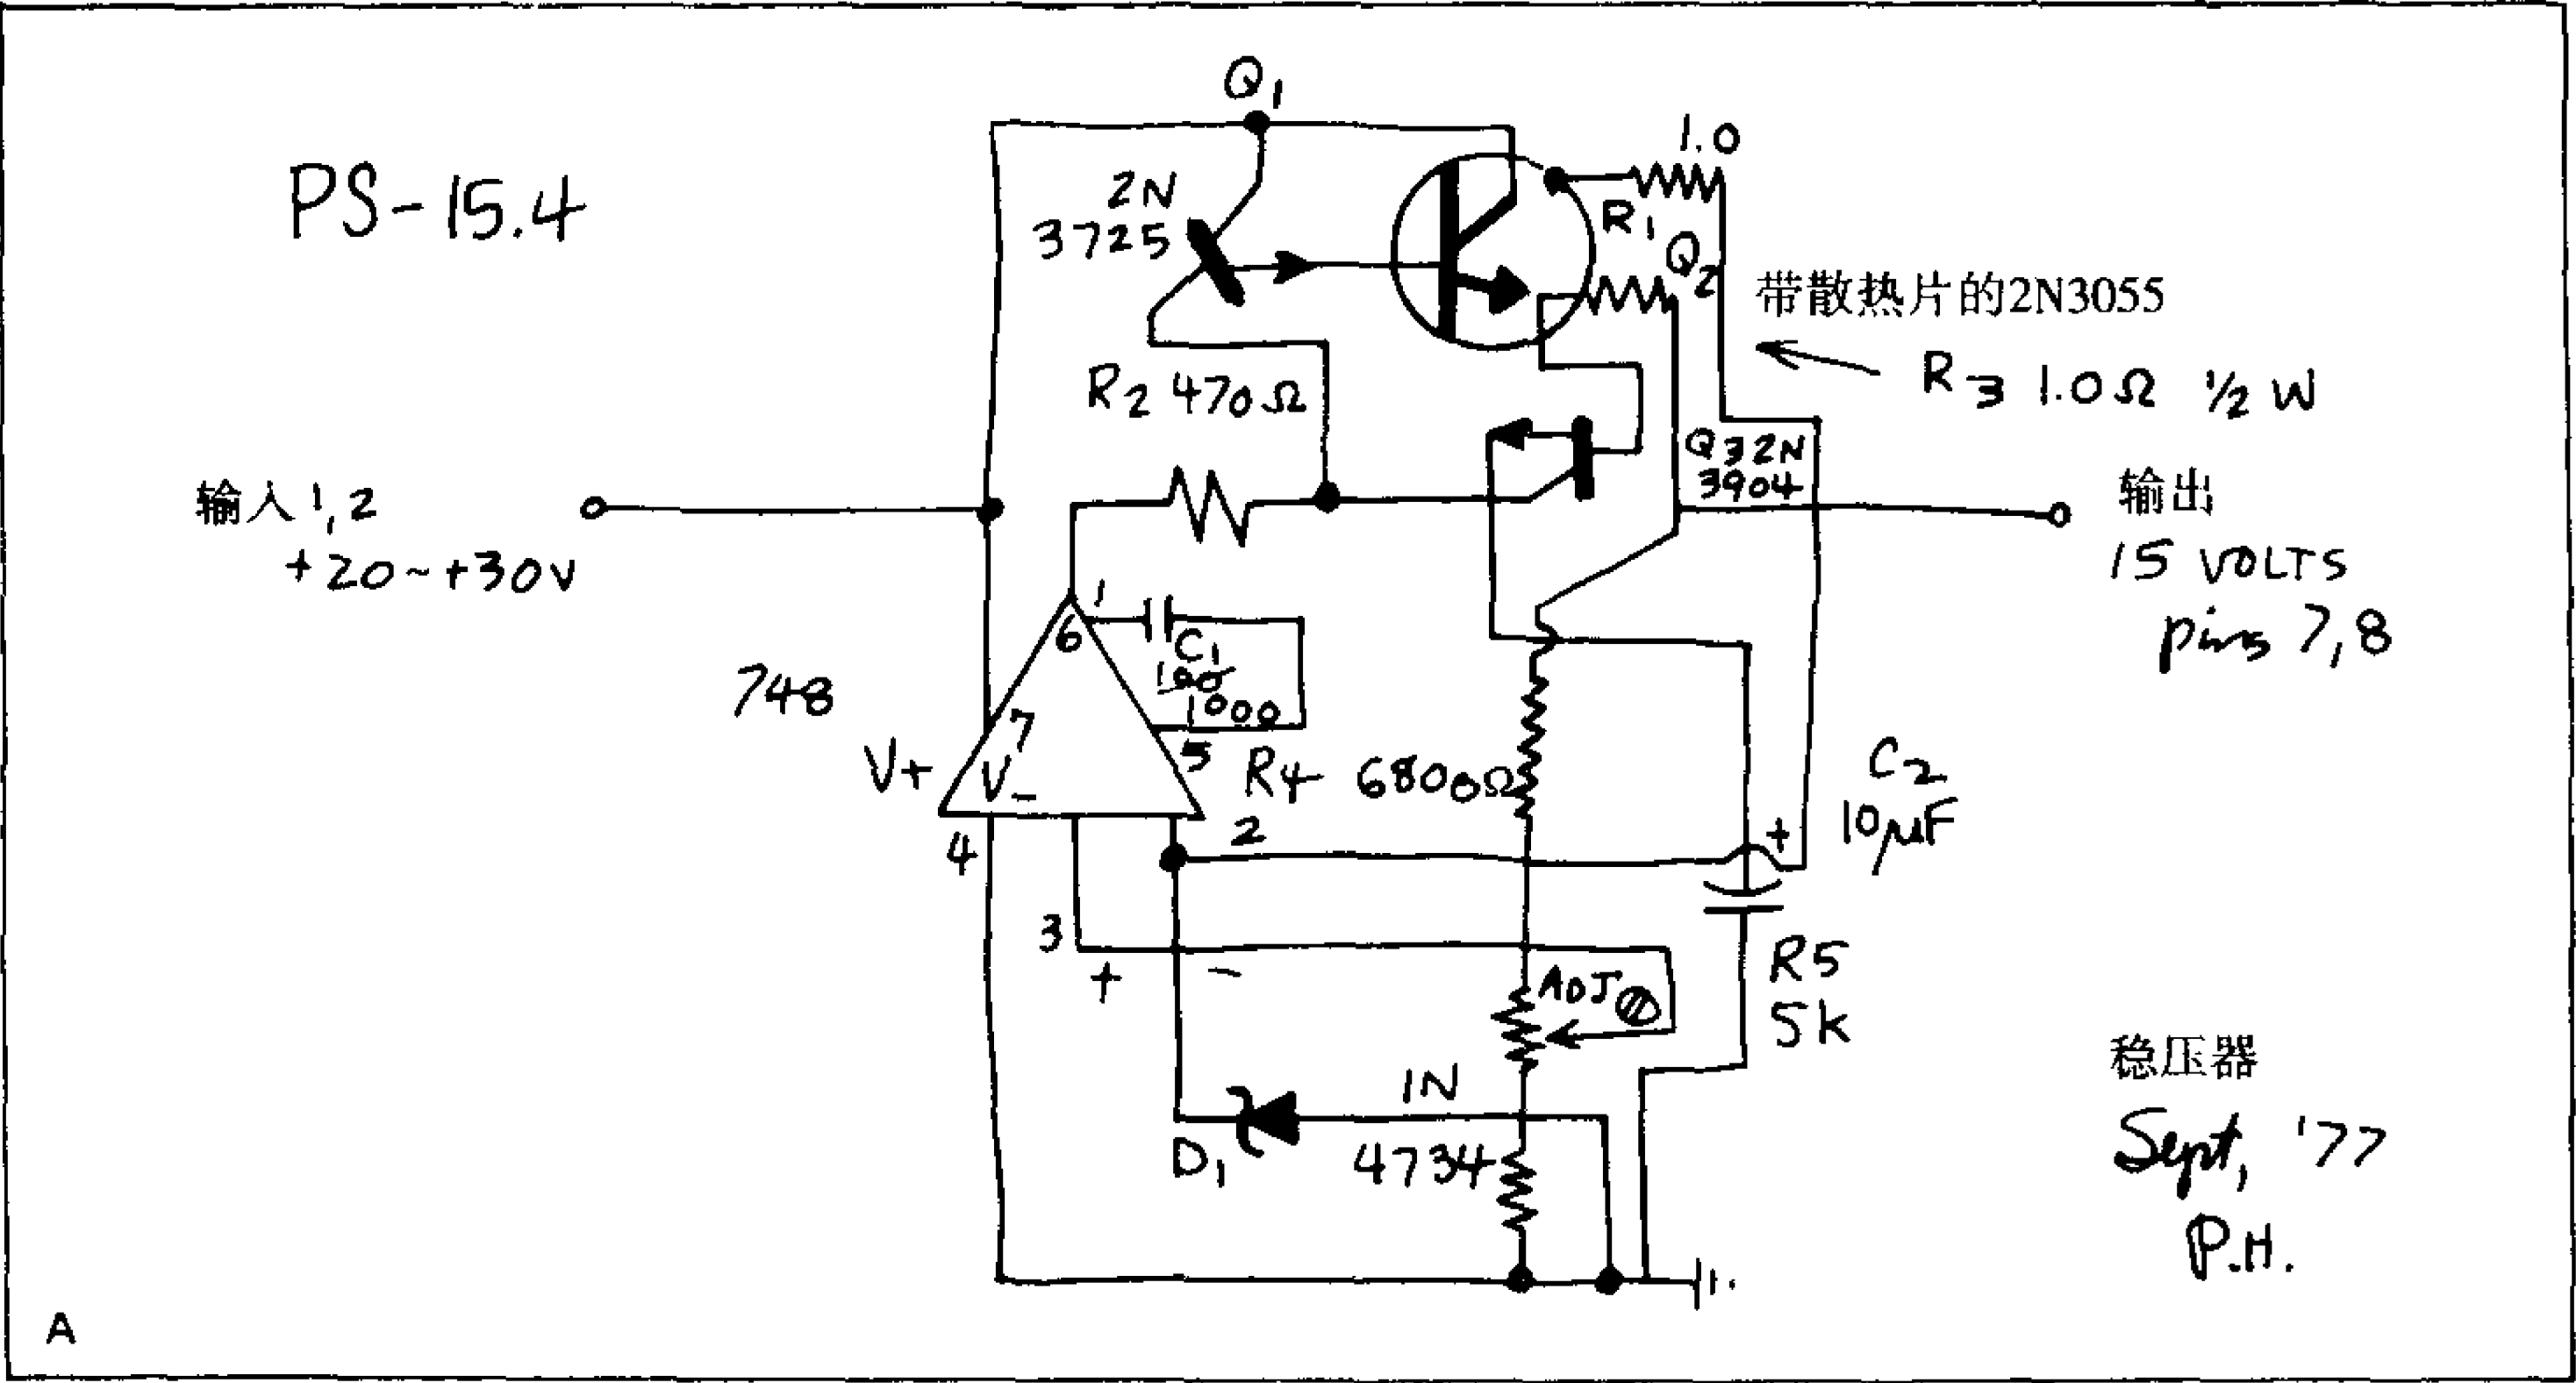 Q1
1.0
PS-15.4
2N
3725
R1
Q2
带散热片的2N3055
R3 1.0Ω ½ W
R2 470Ω
Q3 2N
3904
输入1,2
+20~+30V
输出
15 VOLTS
pins 7,8
1
6
C1
100
1000
748
7
V+
V-
5
R4 6800Ω
C2
10µF
+
4
2
3
+
-
ADJ
R5
5K
1N
4734
D1
稳压器
Sept, '77
P.H.
A